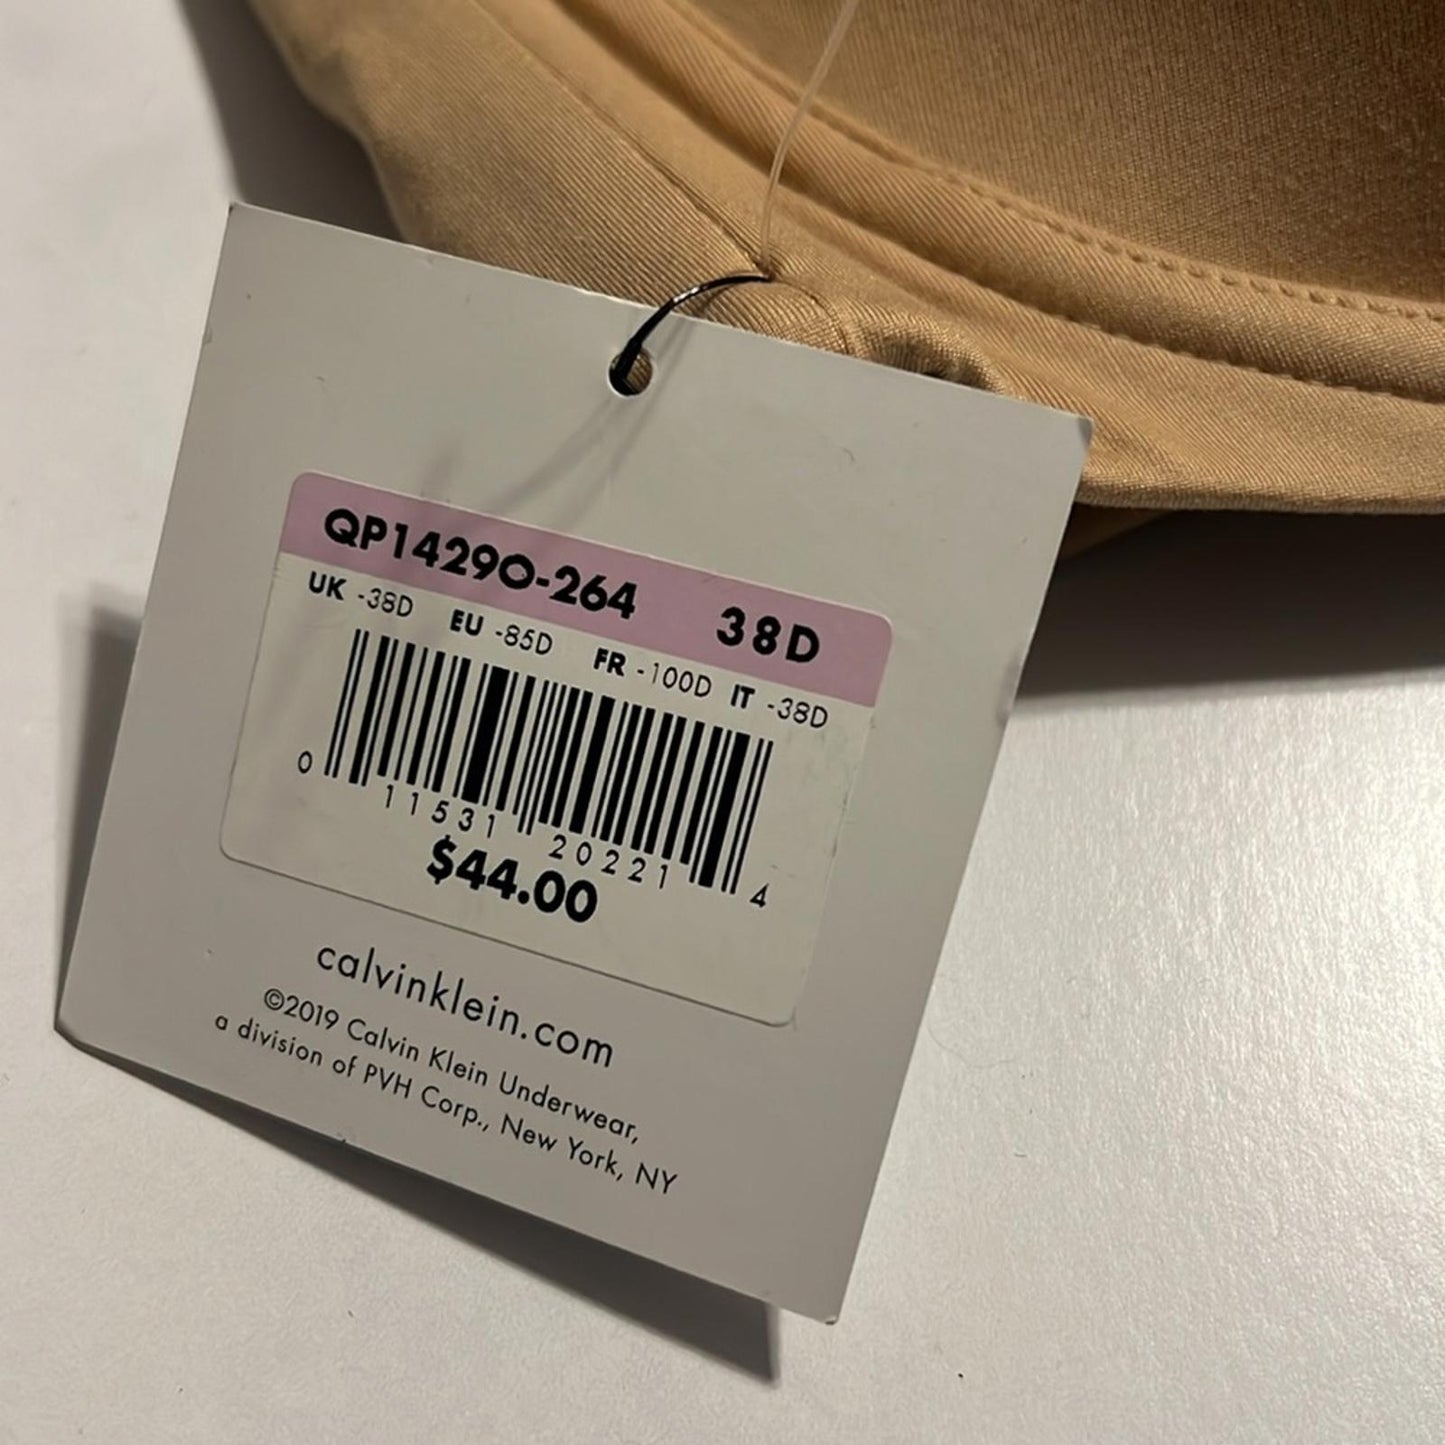 QP1429O-264 38D
UK -38D EU -85D FR -100D IT -38D
0 11531 20221 4
$44.00
calvinklein.com
©2019 Calvin Klein Underwear,
a division of PVH Corp., New York, NY